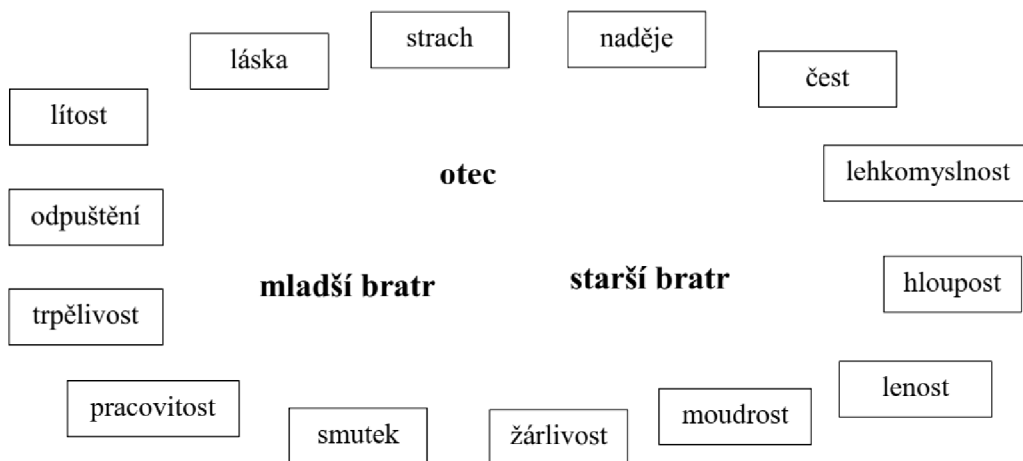 strach
naděje
láska
čest
lítost
lehkomyslnost
otec
odpuštění
mladší bratr
starší bratr
hloupost
trpělivost
lenost
pracovitost
moudrost
smutek
žárlivost